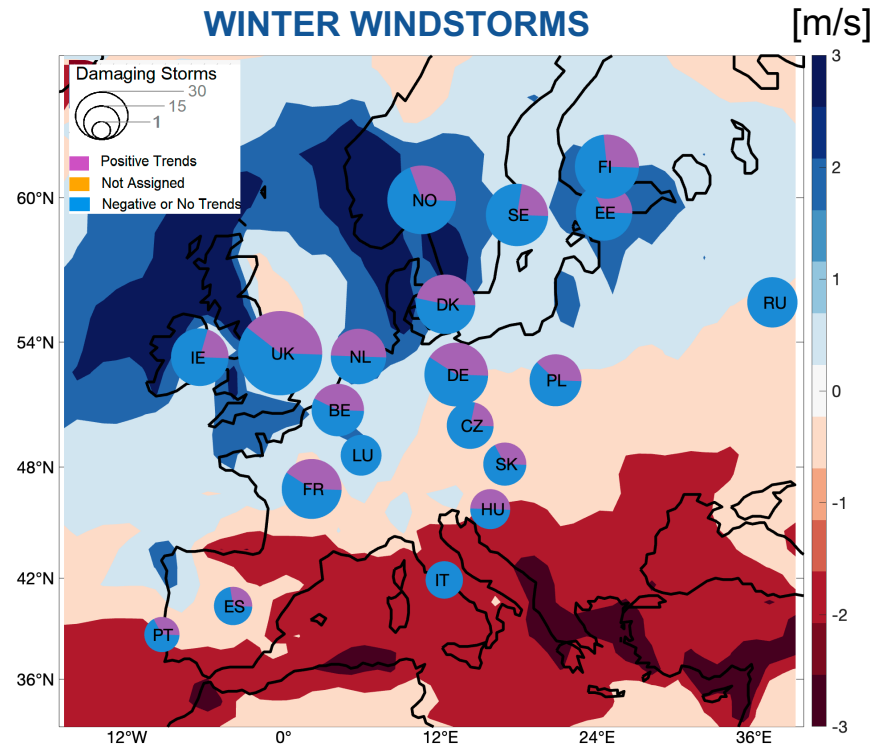 WINTER WINDSTORMS
[m/s]
Damaging Storms
30
15
1
Positive Trends
Not Assigned
Negative or No Trends
3
2
1
0
-1
-2
-3
60°N
54°N
48°N
42°N
36°N
12°W
0°
12°E
24°E
36°E
NO
SE
FI
EE
RU
DK
IE
UK
NL
DE
PL
BE
CZ
LU
SK
FR
HU
IT
ES
PT